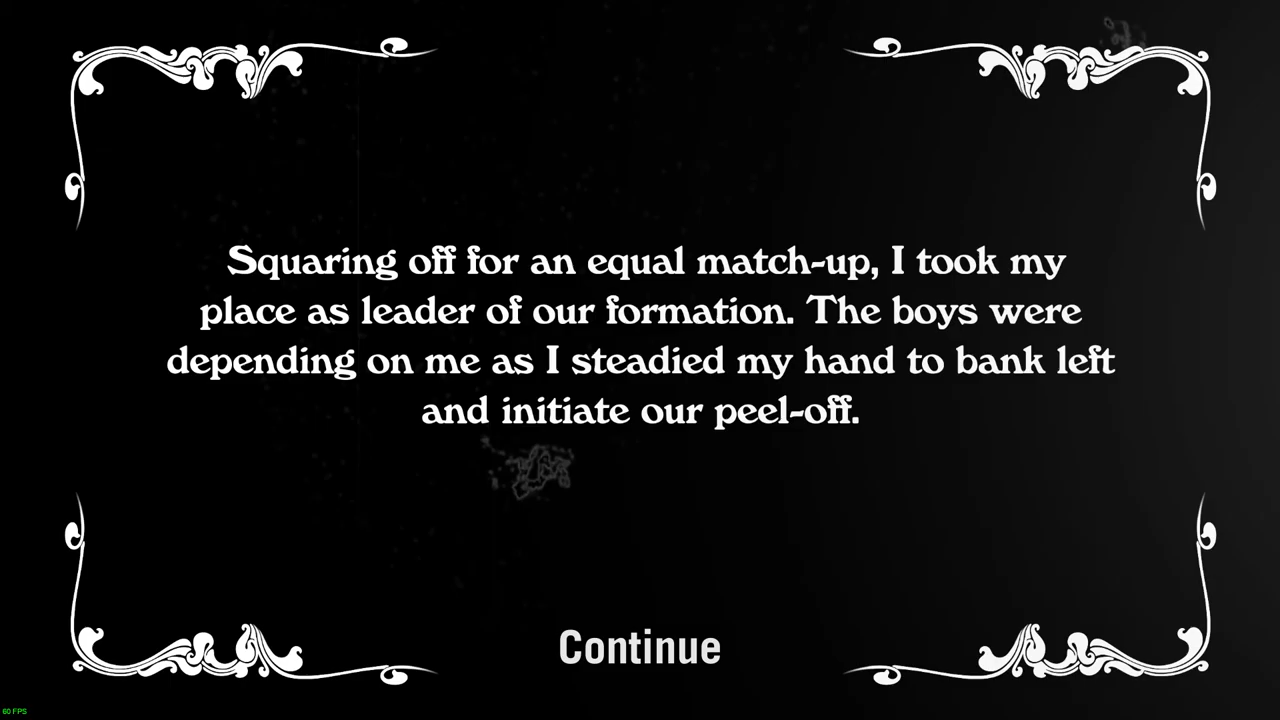 Squaring off for an equal match-up, I took my
place as leader of our formation. The boys were
depending on me as I steadied my hand to bank left
and initiate our peel-off.
Continue
60 FPS